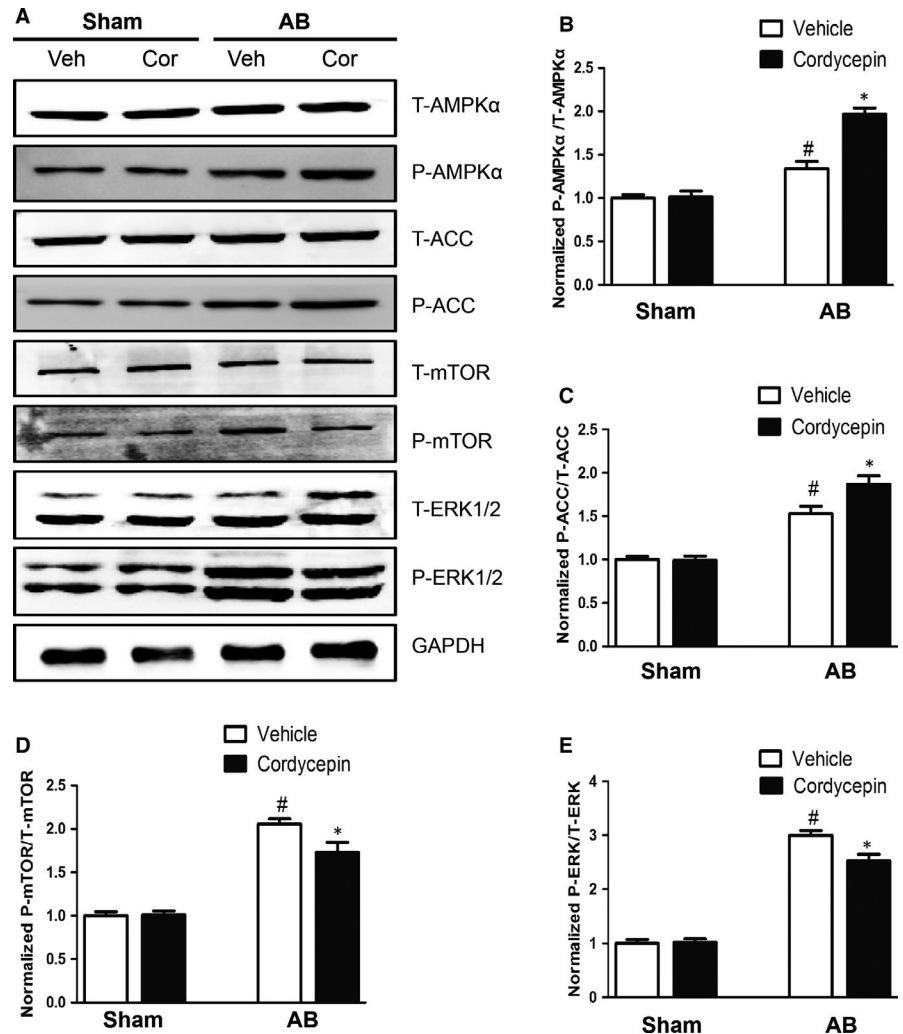 A
Sham AB
Veh Cor Veh Cor
T-AMPKα
P-AMPKα
T-ACC
P-ACC
T-mTOR
P-mTOR
T-ERK1/2
P-ERK1/2
GAPDH
B
Vehicle
Cordycepin
Normalized P-AMPKα/T-AMPKα
2.5
2.0
1.5
1.0
0.5
0.0
#
*
Sham AB
C
Vehicle
Cordycepin
Normalized P-ACC/T-ACC
2.5
2.0
1.5
1.0
0.5
0.0
#
*
Sham AB
D
Vehicle
Cordycepin
Normalized P-mTOR/T-mTOR
2.5
2.0
1.5
1.0
0.5
0.0
#
*
Sham AB
E
Vehicle
Cordycepin
Normalized P-ERK/T-ERK
4
3
2
1
0
#
*
Sham AB